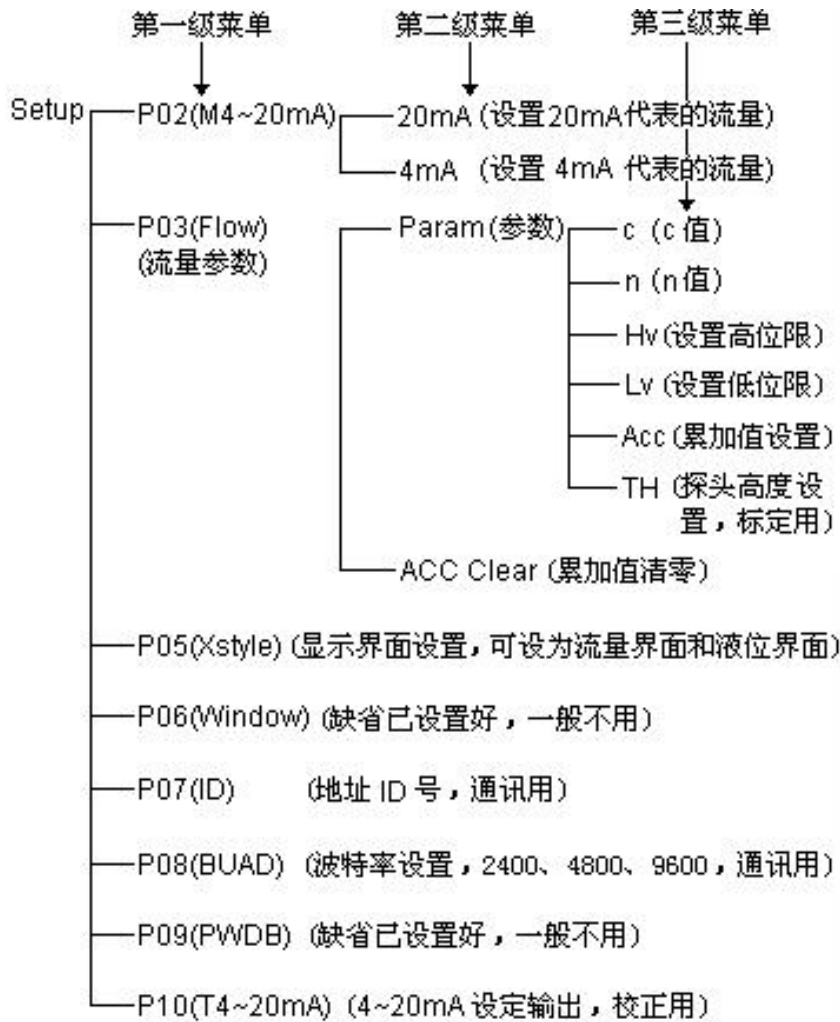 第一级菜单 第二级菜单 第三级菜单
Setup P02(M4~20mA) 20mA (设置20mA代表的流量)
4mA (设置 4mA 代表的流量)
P03(Flow) Param(参数) c (c值)
(流量参数)
n (n值)
Hv(设置高位限)
Lv(设置低位限)
Acc(累加值设置)
TH (探头高度设
置,标定用)
ACC Clear (累加值清零)
P05(Xstyle) (显示界面设置,可设为流量界面和液位界面)
P06(Window) (缺省已设置好,一般不用)
P07(ID) (地址 ID 号,通讯用)
P08(BUAD) (波特率设置,2400、4800、9600,通讯用)
P09(PWDB) (缺省已设置好,一般不用)
P10(T4~20mA) (4~20mA 设定输出,校正用)